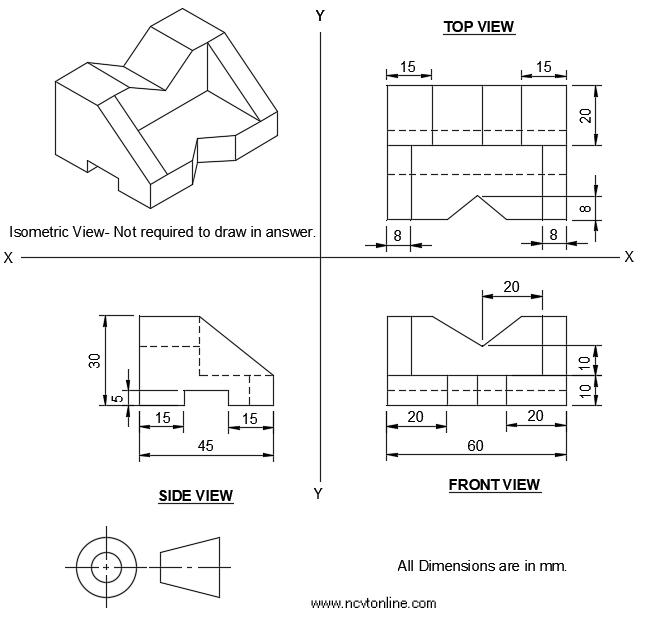 Y
TOP VIEW
15
15
20
8
8
8
Isometric View- Not required to draw in answer.
X
X
20
30
5
15
15
45
10
10
20
20
60
SIDE VIEW
Y
FRONT VIEW
All Dimensions are in mm.
www.ncvtonline.com